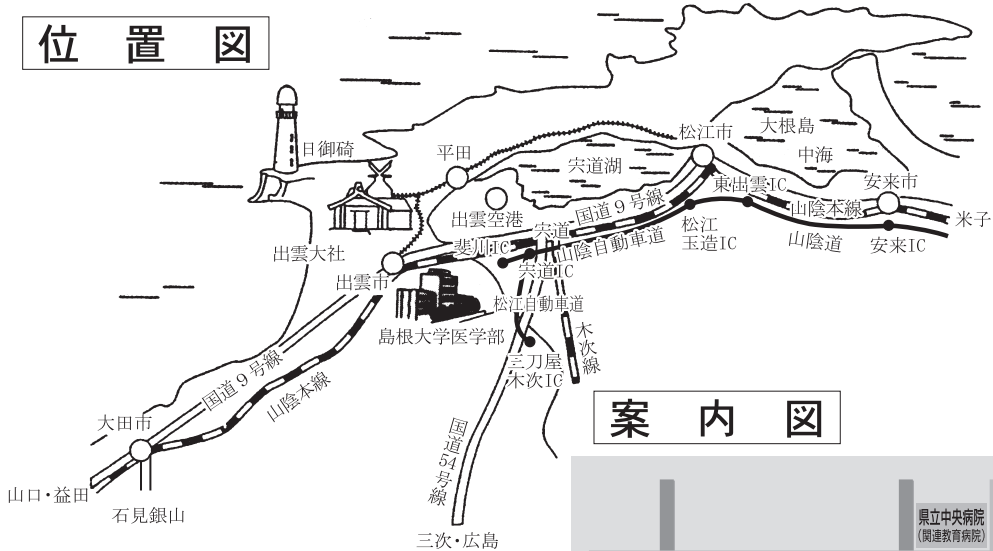 位置図
日御碕
平田
宍道湖
松江市
大根島
中海
安来市
東出雲IC
山陰本線
米子
出雲空港
国道9号線
宍道
斐川IC
山陰自動車道
松江
玉造IC
山陰道
安来IC
出雲大社
出雲市
宍道IC
松江自動車道
島根大学医学部
三刀屋
木次IC
木次線
国道9号線
山陰本線
大田市
国道54号線
山口・益田
石見銀山
三次・広島
案内図
県立中央病院
(関連教育病院)